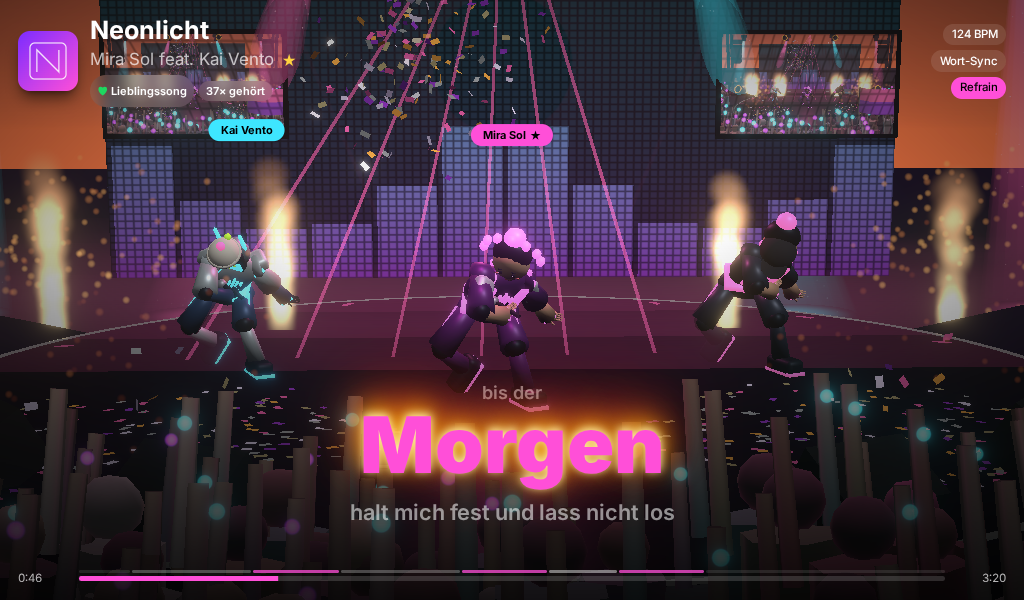 Neonlicht
Mira Sol feat. Kai Vento ★
Lieblingssong
37× gehört
124 BPM
Wort-Sync
Refrain
Kai Vento
Mira Sol ★
bis der
Morgen
halt mich fest und lass nicht los
0:46
3:20